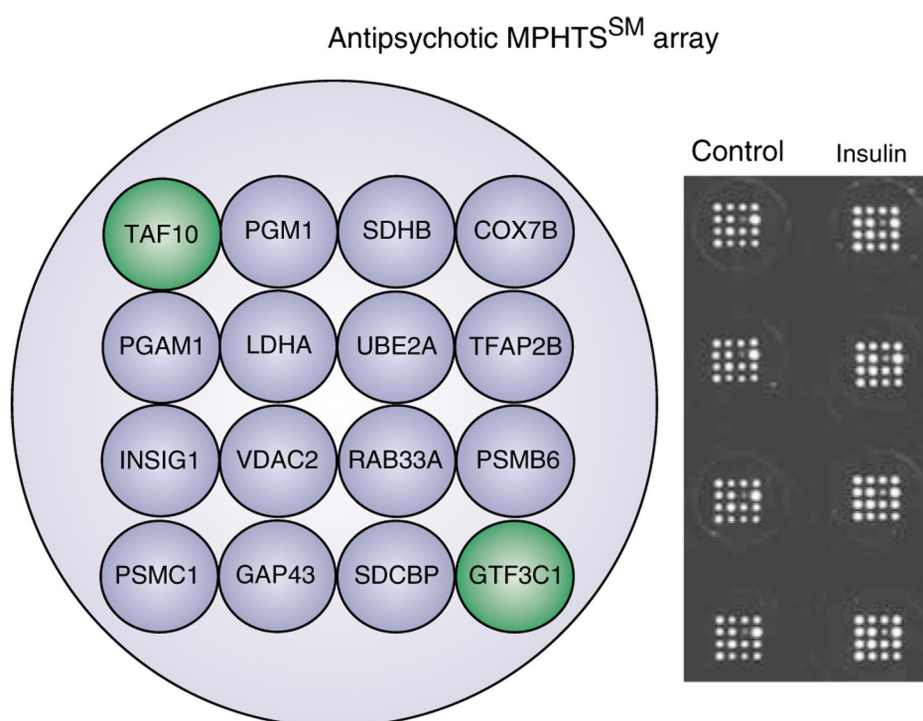 Antipsychotic MPHTS^SM array
Control Insulin
TAF10 PGM1 SDHB COX7B
PGAM1 LDHA UBE2A TFAP2B
INSIG1 VDAC2 RAB33A PSMB6
PSMC1 GAP43 SDCBP GTF3C1